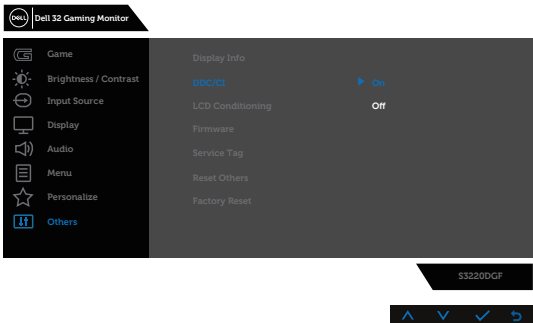 DELL
Dell 32 Gaming Monitor
Game
Brightness / Contrast
Input Source
Display
Audio
Menu
Personalize
Others
Display Info
DDC/CI
On
LCD Conditioning
Off
Firmware
Service Tag
Reset Others
Factory Reset
S3220DGF